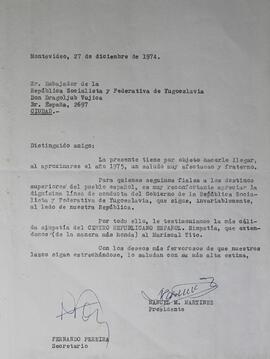 Montevideo, 27 de diciembre de 1974.
Sr. Embajador de la
República Socialista y Federativa de Yugoeslavia
Don Dragoljub Vujica
Br. España, 2697
CIUDAD.-
Distinguido amigo:
La presente tiene por objeto hacerle llegar,
al aproximarse el año 1975, un saludo muy afectuoso y fraterno.
Para quienes seguimos fieles a los destinos
superiores del pueblo español, es muy reconfortante apreciar la
dignísima línea de conducta del Gobierno de la República Socia-
lista y Federativa de Yugoeslavia, que sigue, invariablemente,
al lado de nuestra República.
Por todo ello, le testimoniamos la más cáli-
da simpatía del CENTRO REPUBLICANO ESPAÑOL. Simpatía, que exten-
demos (de la manera más honda) al Mariscal Tito.
Con los deseos más fervorosos de que nuestros
lazos sigan estrechándose, lo saludan con su más alta estima,
MANUEL M. MARTINEZ
Presidente
FERNANDO PEREIRA
Secretario